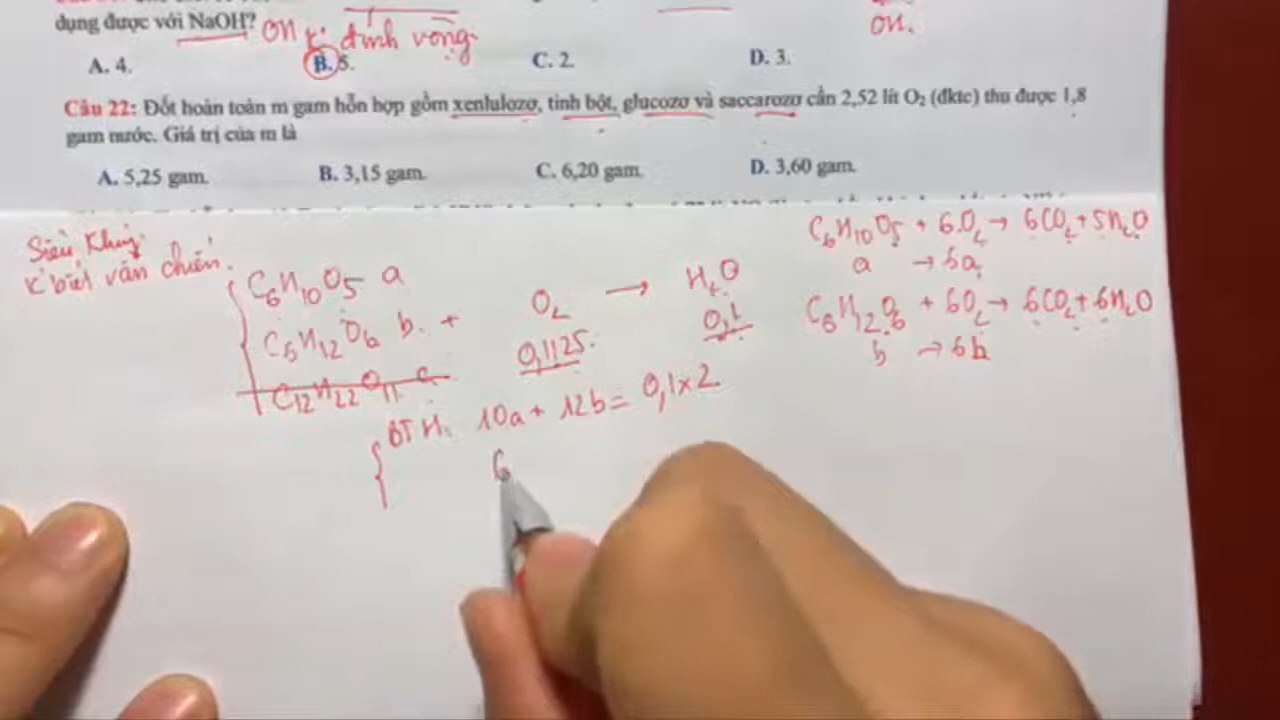 dụng được với NaOH?
OH K: đính vòng.
OH.
A. 4. B. 5. C. 2. D. 3.
Câu 22: Đốt hoàn toàn m gam hỗn hợp gồm xenlulozơ, tinh bột, glucozơ và saccarozơ cần 2,52 lít O₂ (đktc) thu được 1,8
gam nước. Giá trị của m là
A. 5,25 gam. B. 3,15 gam. C. 6,20 gam. D. 3,60 gam.
Siêu Khủng
K biết văn chiến.
C₆H₁₀O₅ a
C₆H₁₂O₆ b. + O₂ → H₂O
0,1125. 0,1
C₁₂H₂₂O₁₁ c
C₆H₁₀O₅ + 6O₂ → 6CO₂ + 5H₂O
a → 6a
C₆H₁₂O₆ + 6O₂ → 6CO₂ + 6H₂O
b → 6b
BT H: 10a + 12b = 0,1x2
6